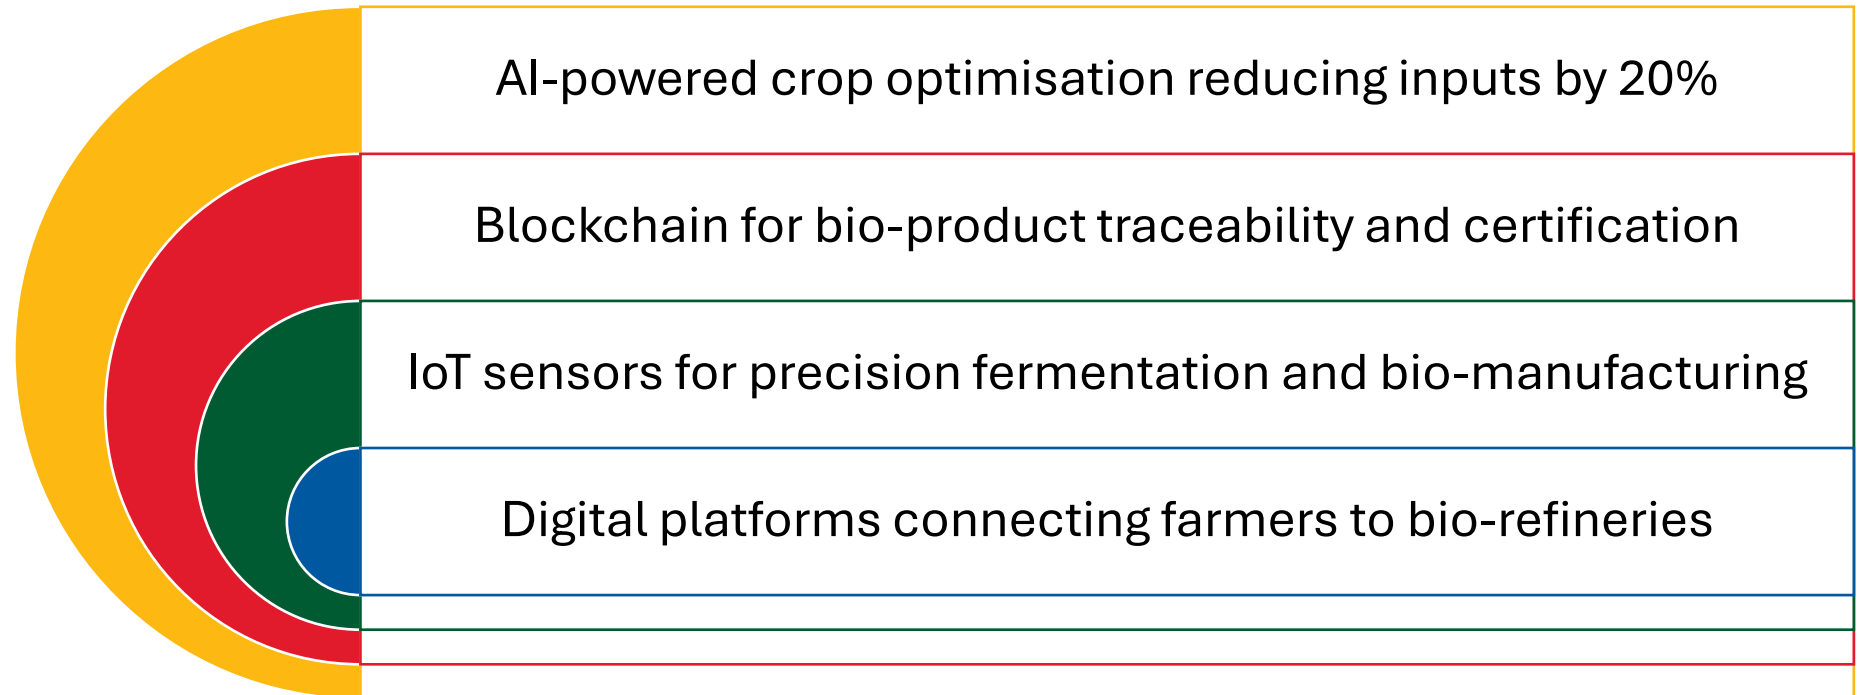 AI-powered crop optimisation reducing inputs by 20%
Blockchain for bio-product traceability and certification
IoT sensors for precision fermentation and bio-manufacturing
Digital platforms connecting farmers to bio-refineries